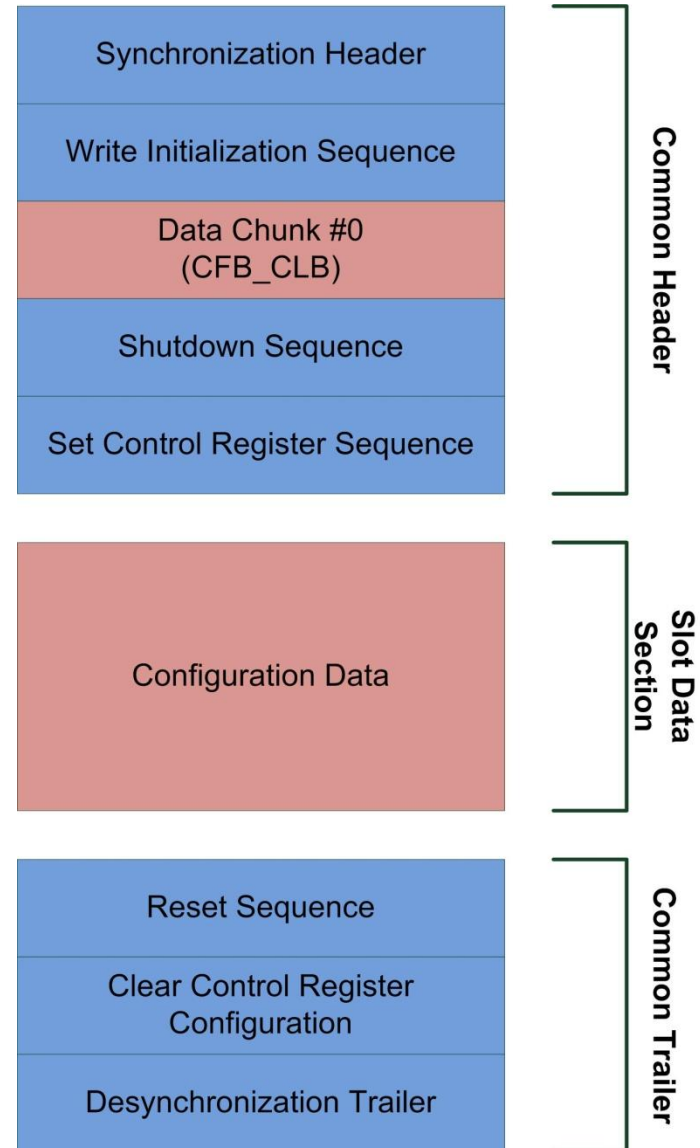 Synchronization Header
Write Initialization Sequence
Data Chunk #0
(CFB_CLB)
Shutdown Sequence
Set Control Register Sequence
Common Header
Configuration Data
Slot Data
Section
Reset Sequence
Clear Control Register
Configuration
Desynchronization Trailer
Common Trailer